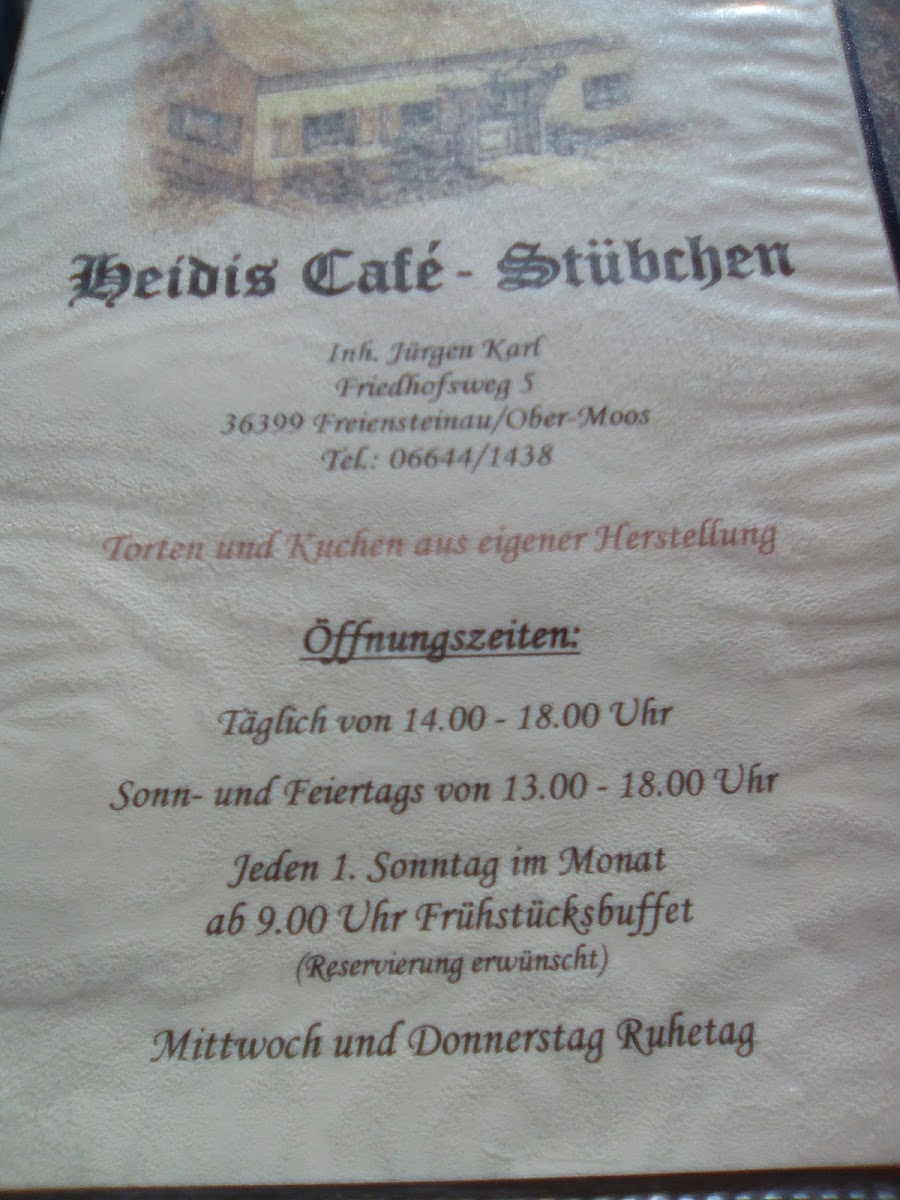 Heidis Café - Stübchen
Inh. Jürgen Karl
Friedhofsweg 5
36399 Freiensteinau/Ober-Moos
Tel.: 06644/1438
Torten und Kuchen aus eigener Herstellung
Öffnungszeiten:
Täglich von 14.00 - 18.00 Uhr
Sonn- und Feiertags von 13.00 - 18.00 Uhr
Jeden 1. Sonntag im Monat
ab 9.00 Uhr Frühstücksbuffet
(Reservierung erwünscht)
Mittwoch und Donnerstag Ruhetag